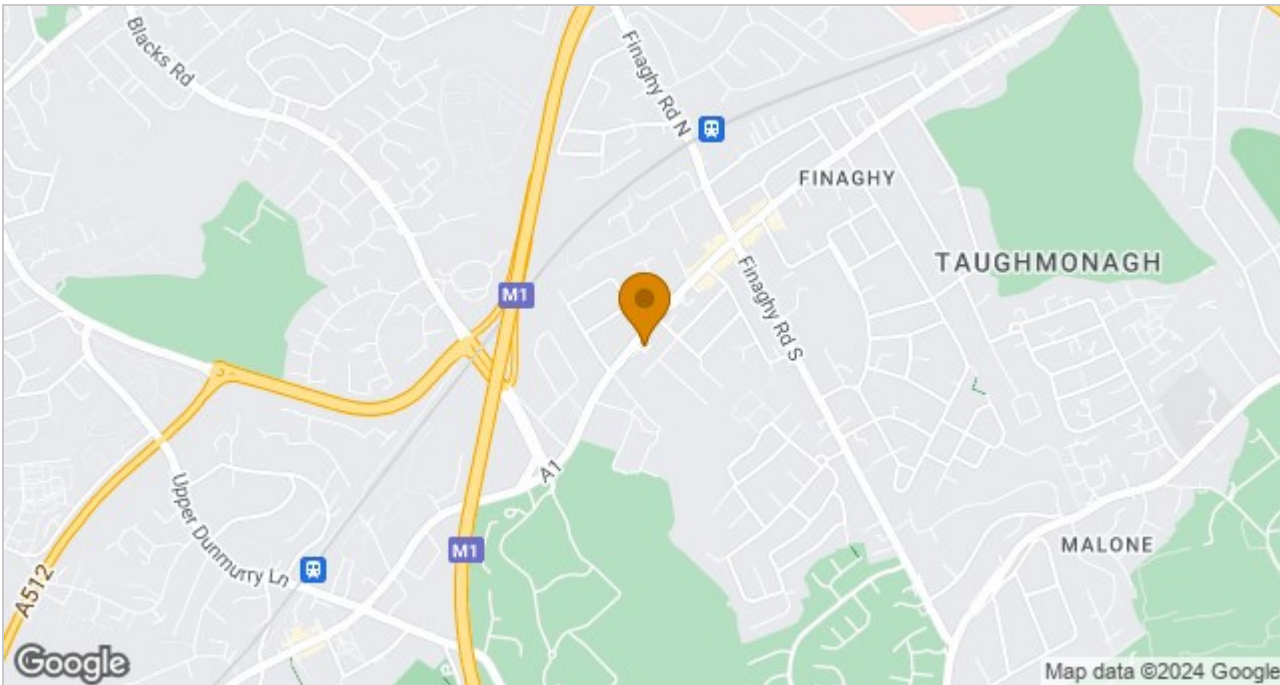 Blacks Rd
Finaghy Rd N
FINAGHY
TAUGHMONAGH
M1
Finaghy Rd S
A1
Upper Dunmurry Ln
M1
MALONE
A512
Google
Map data ©2024 Google